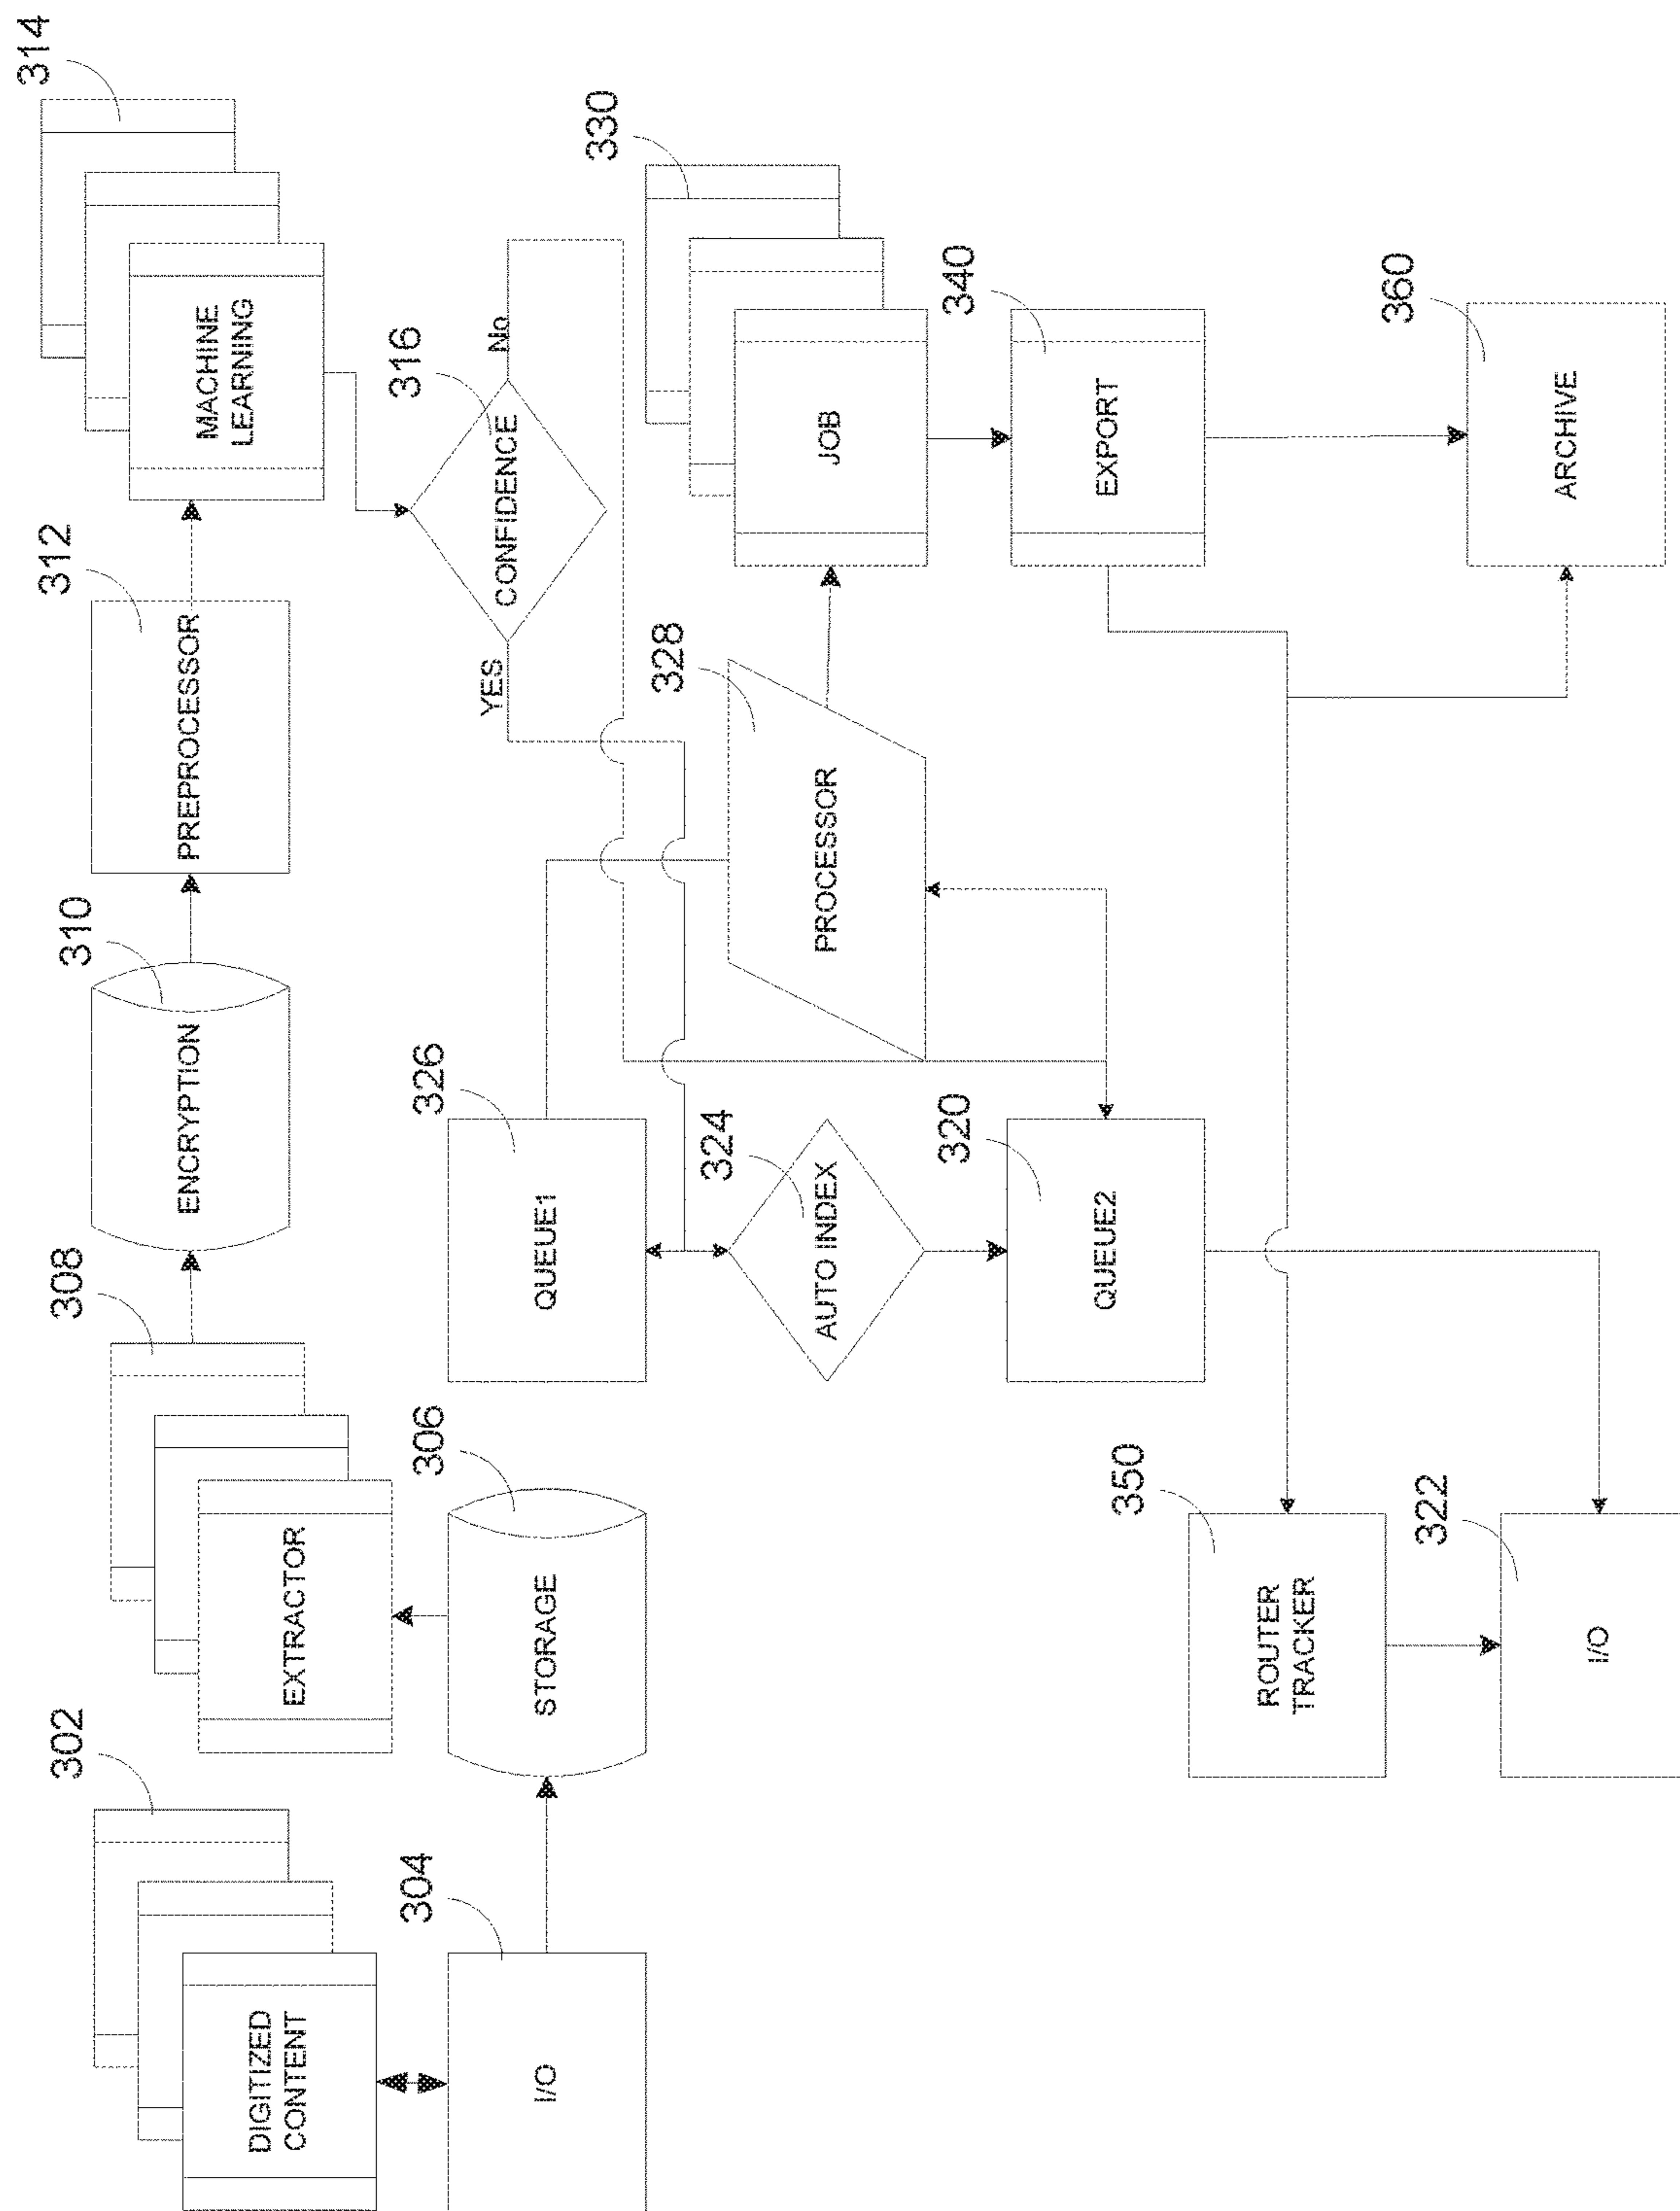 302
DIGITIZED
CONTENT
304
I/O
306
STORAGE
308
EXTRACTOR
310
ENCRYPTION
312
PREPROCESSOR
314
MACHINE
LEARNING
316
CONFIDENCE
YES
No
326
QUEUE1
324
AUTO INDEX
320
QUEUE2
328
PROCESSOR
330
JOB
340
EXPORT
350
ROUTER
TRACKER
322
I/O
360
ARCHIVE